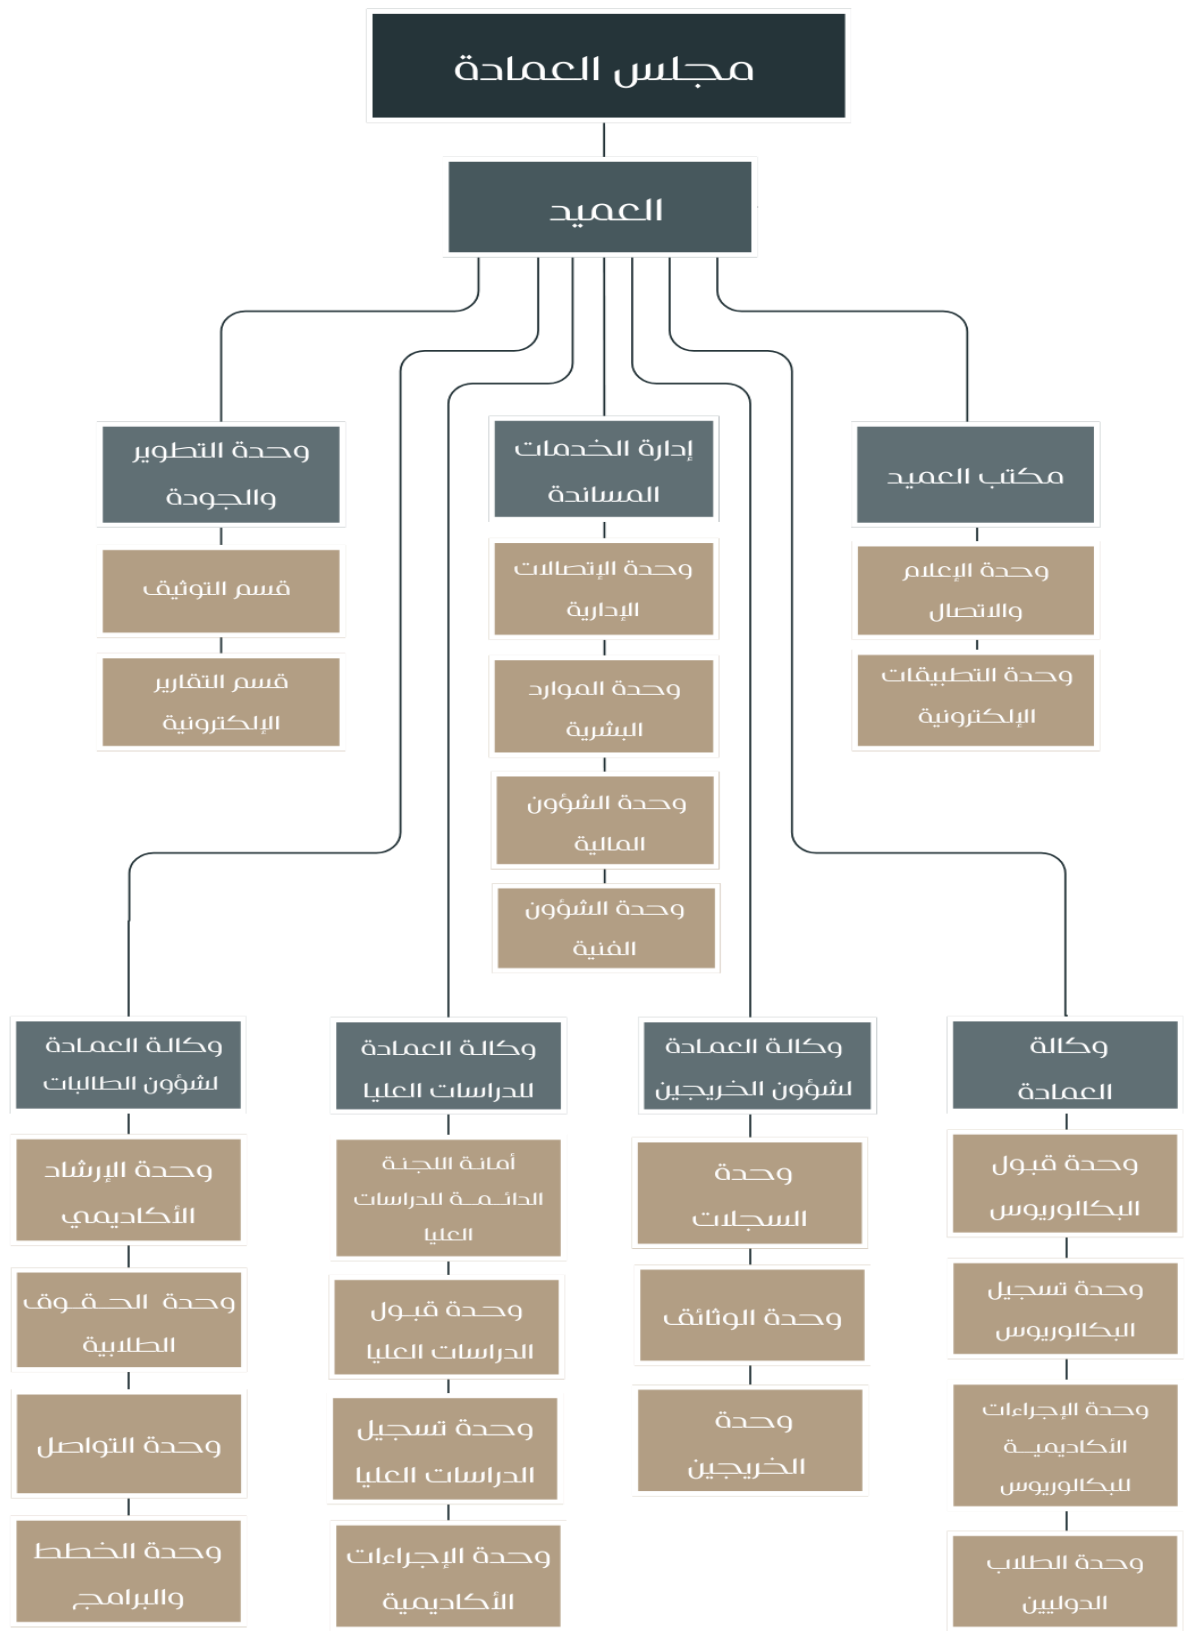 مجلس العمادة
العميد
مكتب العميد
وحدة الإعلام
والاتصال
وحدة التطبيقات
الإلكترونية
إدارة الخدمات
المساندة
وحدة الإتصالات
الإدارية
وحدة الموارد
البشرية
وحدة الشؤون
المالية
وحدة الشؤون
الفنية
وحدة التطوير
والجودة
قسم التوثيق
قسم التقارير
الإلكترونية
وكالة
العمادة
وحدة قبول
البكالوريوس
وحدة تسجيل
البكالوريوس
وحدة الإجراءات
الأكاديميــة
للبكالوريوس
وحدة الطلاب
الدوليين
وكالة العمادة
لشؤون الخريجين
وحدة
السجلات
وحدة الوثائق
وحدة
الخريجين
وكالة العمادة
للدراسات العليا
أمانة اللجنة
الدائــمــة للدراسات
العليا
وحدة قبول
الدراسات العليا
وحدة تسجيل
الدراسات العليا
وحدة الإجراءات
الأكاديمية
وكالة العمادة
لشؤون الطالبات
وحدة الإرشاد
الأكاديمي
وحدة الحــقــوق
الطلابية
وحدة التواصل
وحدة الخطط
والبرامج